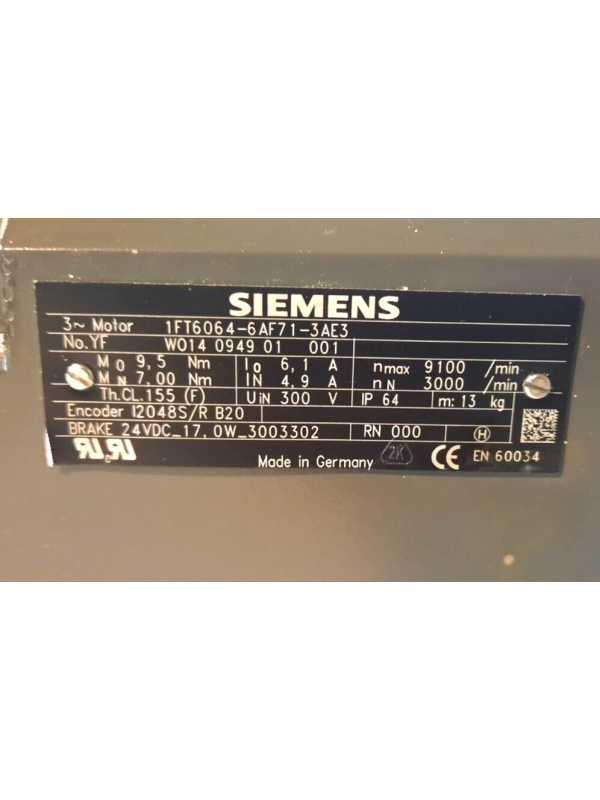 SIEMENS
3~ Motor 1FT6064-6AF71-3AE3
No.YF W014 0949 01 001
M0 9,5 Nm I0 6,1 A nmax 9100 /min
MN 7,00 Nm IN 4,9 A nN 3000 /min
Th.CL.155 (F) UIN 300 V IP 64 m: 13 kg
Encoder I2048S/R B20
BRAKE 24VDC_17,0W_3003302 RN 000 H
Made in Germany 2K CE EN 60034